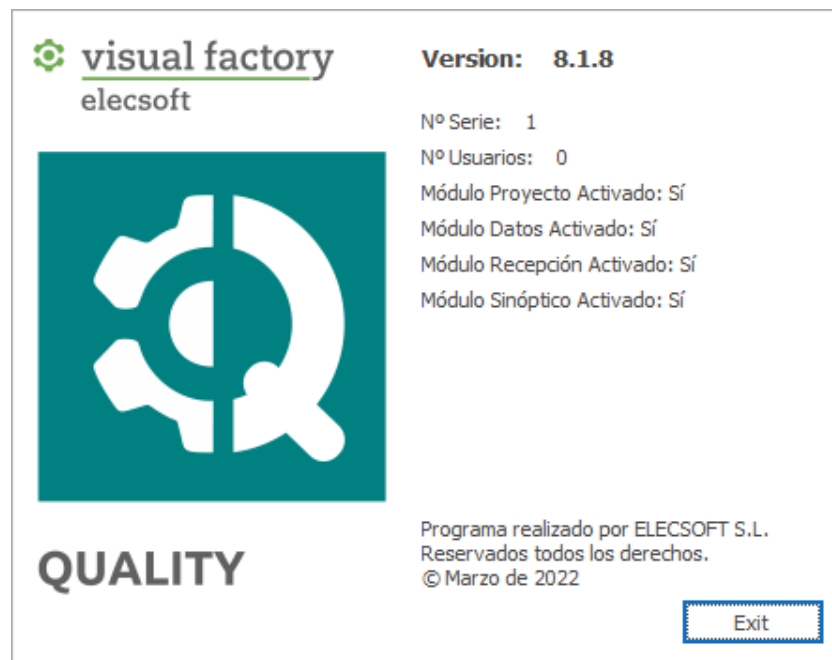 visual factory
elecsoft
QUALITY
Version: 8.1.8
Nº Serie: 1
Nº Usuarios: 0
Módulo Proyecto Activado: Sí
Módulo Datos Activado: Sí
Módulo Recepción Activado: Sí
Módulo Sinóptico Activado: Sí
Programa realizado por ELECSOFT S.L.
Reservados todos los derechos.
© Marzo de 2022
Exit